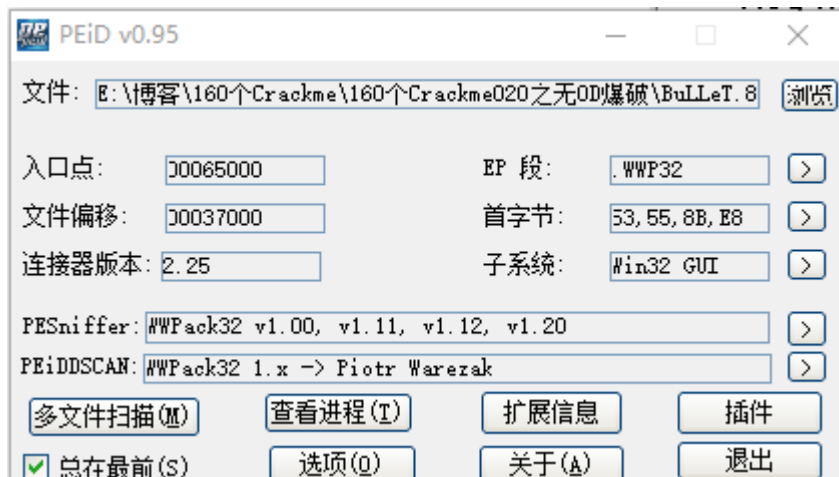 PEiD v0.95
文件: E:\博客\160个Crackme\160个Crackme020之无OD爆破\BuLLeT.8 浏览
入口点: 00065000 EP 段: .WWP32 >
文件偏移: 00037000 首字节: 53,55,8B,E8 >
连接器版本: 2.25 子系统: Win32 GUI >
PESniffer: WWPack32 v1.00, v1.11, v1.12, v1.20 >
PEiDDSCAN: WWPack32 1.x -> Piotr Warezak >
多文件扫描(M) 查看进程(T) 扩展信息 插件
总在最前(S) 选项(O) 关于(A) 退出